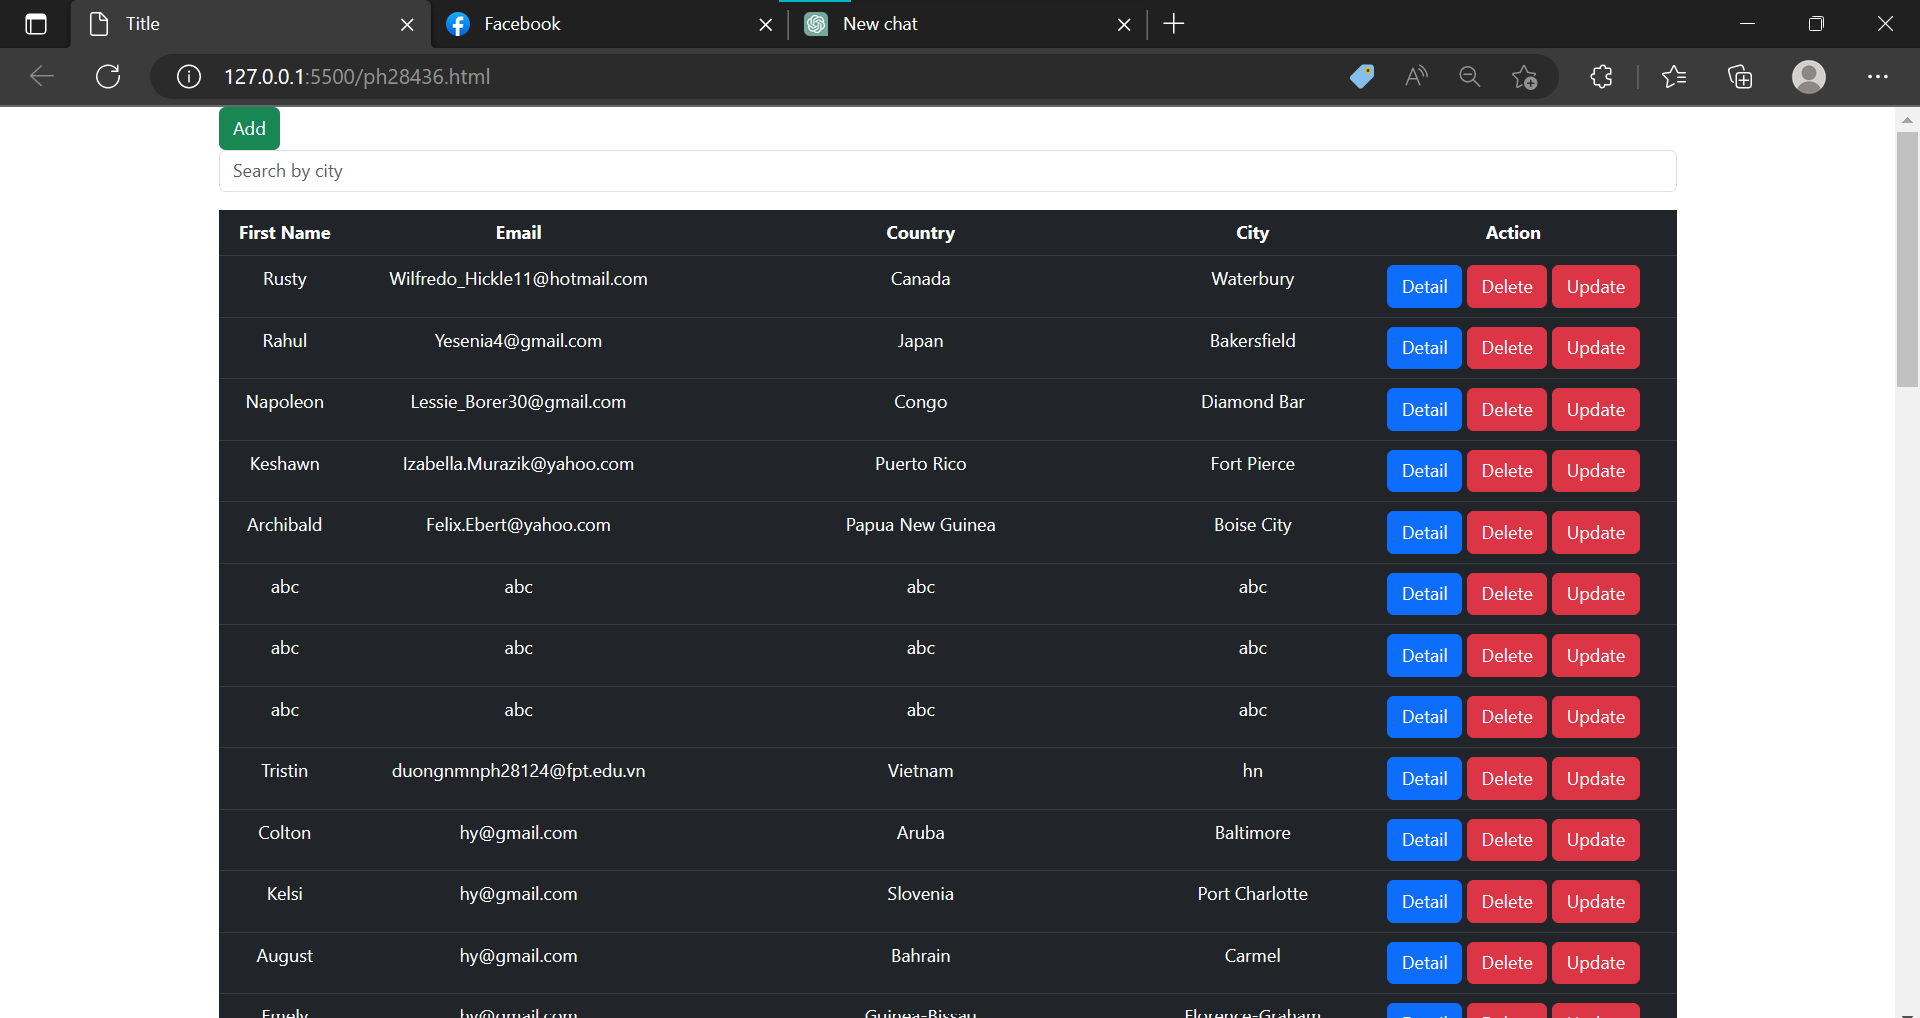 Title Facebook New chat
127.0.0.1:5500/ph28436.html
Add
Search by city
First Name Email Country City Action
Rusty Wilfredo_Hickle11@hotmail.com Canada Waterbury Detail Delete Update
Rahul Yesenia4@gmail.com Japan Bakersfield Detail Delete Update
Napoleon Lessie_Borer30@gmail.com Congo Diamond Bar Detail Delete Update
Keshawn Izabella.Murazik@yahoo.com Puerto Rico Fort Pierce Detail Delete Update
Archibald Felix.Ebert@yahoo.com Papua New Guinea Boise City Detail Delete Update
abc abc abc abc Detail Delete Update
abc abc abc abc Detail Delete Update
abc abc abc abc Detail Delete Update
Tristin duongnmnph28124@fpt.edu.vn Vietnam hn Detail Delete Update
Colton hy@gmail.com Aruba Baltimore Detail Delete Update
Kelsi hy@gmail.com Slovenia Port Charlotte Detail Delete Update
August hy@gmail.com Bahrain Carmel Detail Delete Update
Emely hy@gmail.com Guinea-Bissau Florence-Graham